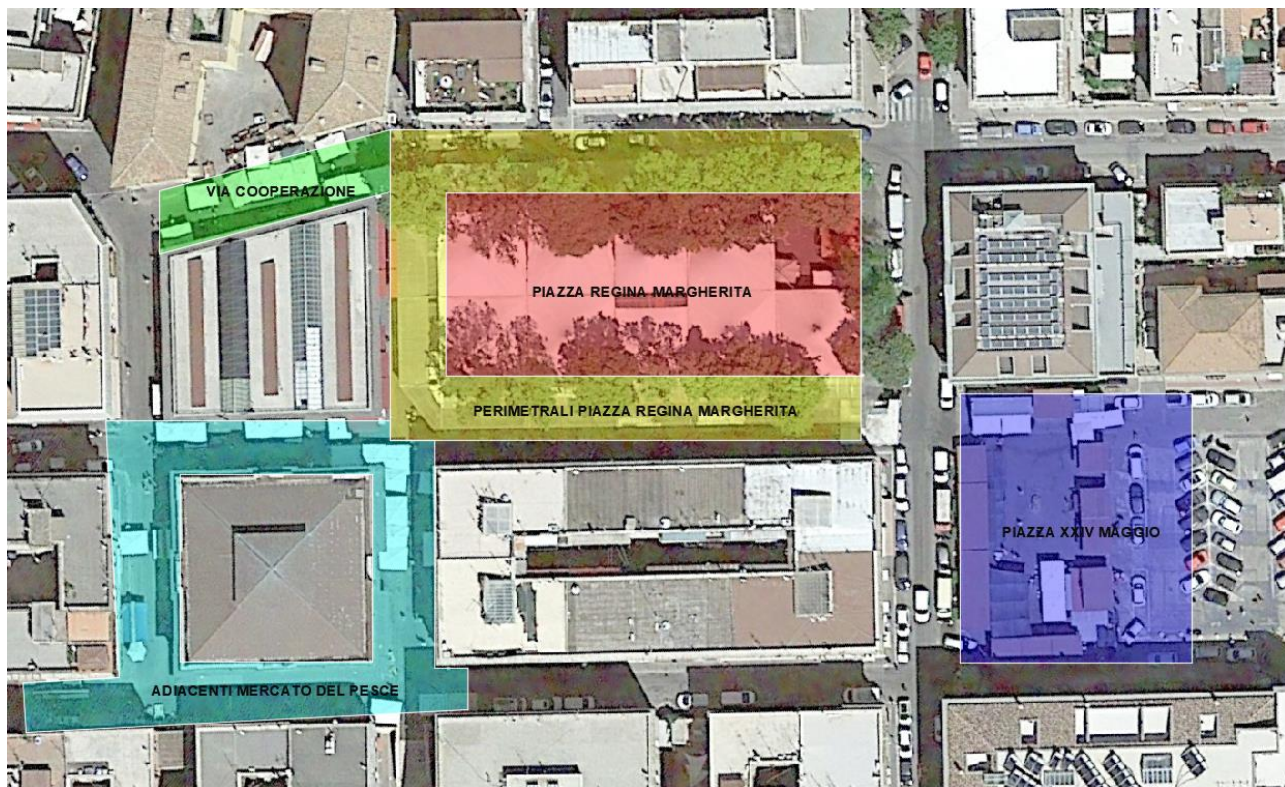 VIA COOPERAZIONE
PIAZZA REGINA MARGHERITA
PERIMETRALI PIAZZA REGINA MARGHERITA
PIAZZA XXIV MAGGIO
ADIACENTI MERCATO DEL PESCE